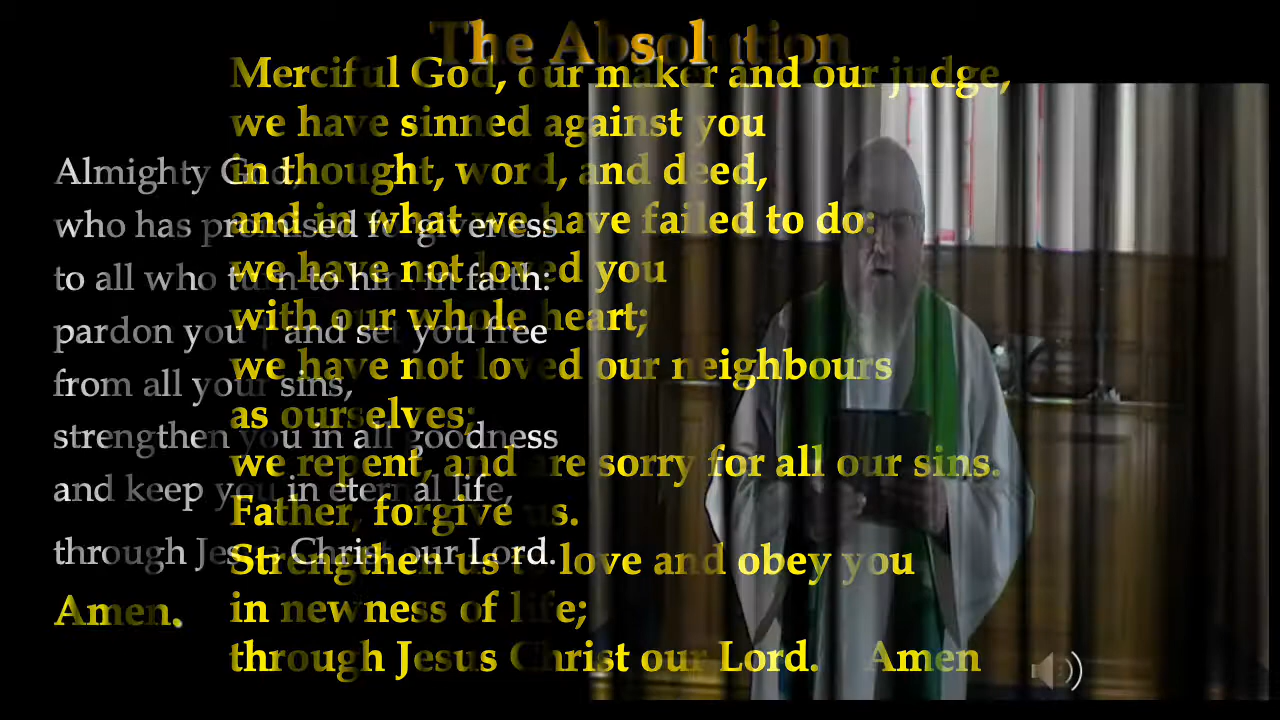 The Absolution
Merciful God, our maker and our judge,
we have sinned against you
in thought, word, and deed,
and in what we have failed to do:
we have not loved you
with our whole heart;
we have not loved our neighbours
as ourselves;
we repent, and are sorry for all our sins.
Father, forgive us.
Strengthen us to love and obey you
in newness of life;
through Jesus Christ our Lord. Amen
Almighty God,
who has promised forgiveness
to all who turn to him in faith:
pardon you † and set you free
from all your sins,
strengthen you in all goodness
and keep you in eternal life,
through Jesus Christ our Lord.
Amen.